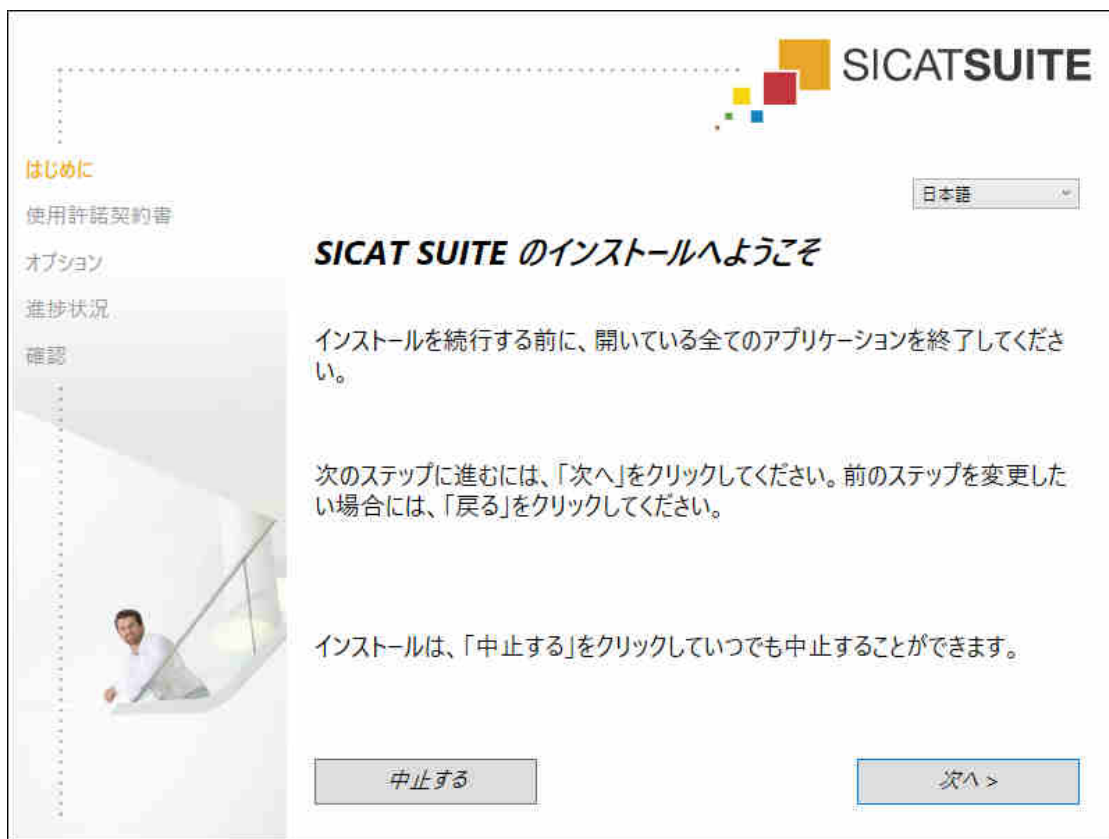 SICATSUITE
はじめに
使用許諾契約書
オプション
進捗状況
確認
日本語
SICAT SUITE のインストールへようこそ
インストールを続行する前に、開いている全てのアプリケーションを終了してくださ
い。
次のステップに進むには、「次へ」をクリックしてください。前のステップを変更した
い場合には、「戻る」をクリックしてください。
インストールは、「中止する」をクリックしていつでも中止することができます。
中止する
次へ >